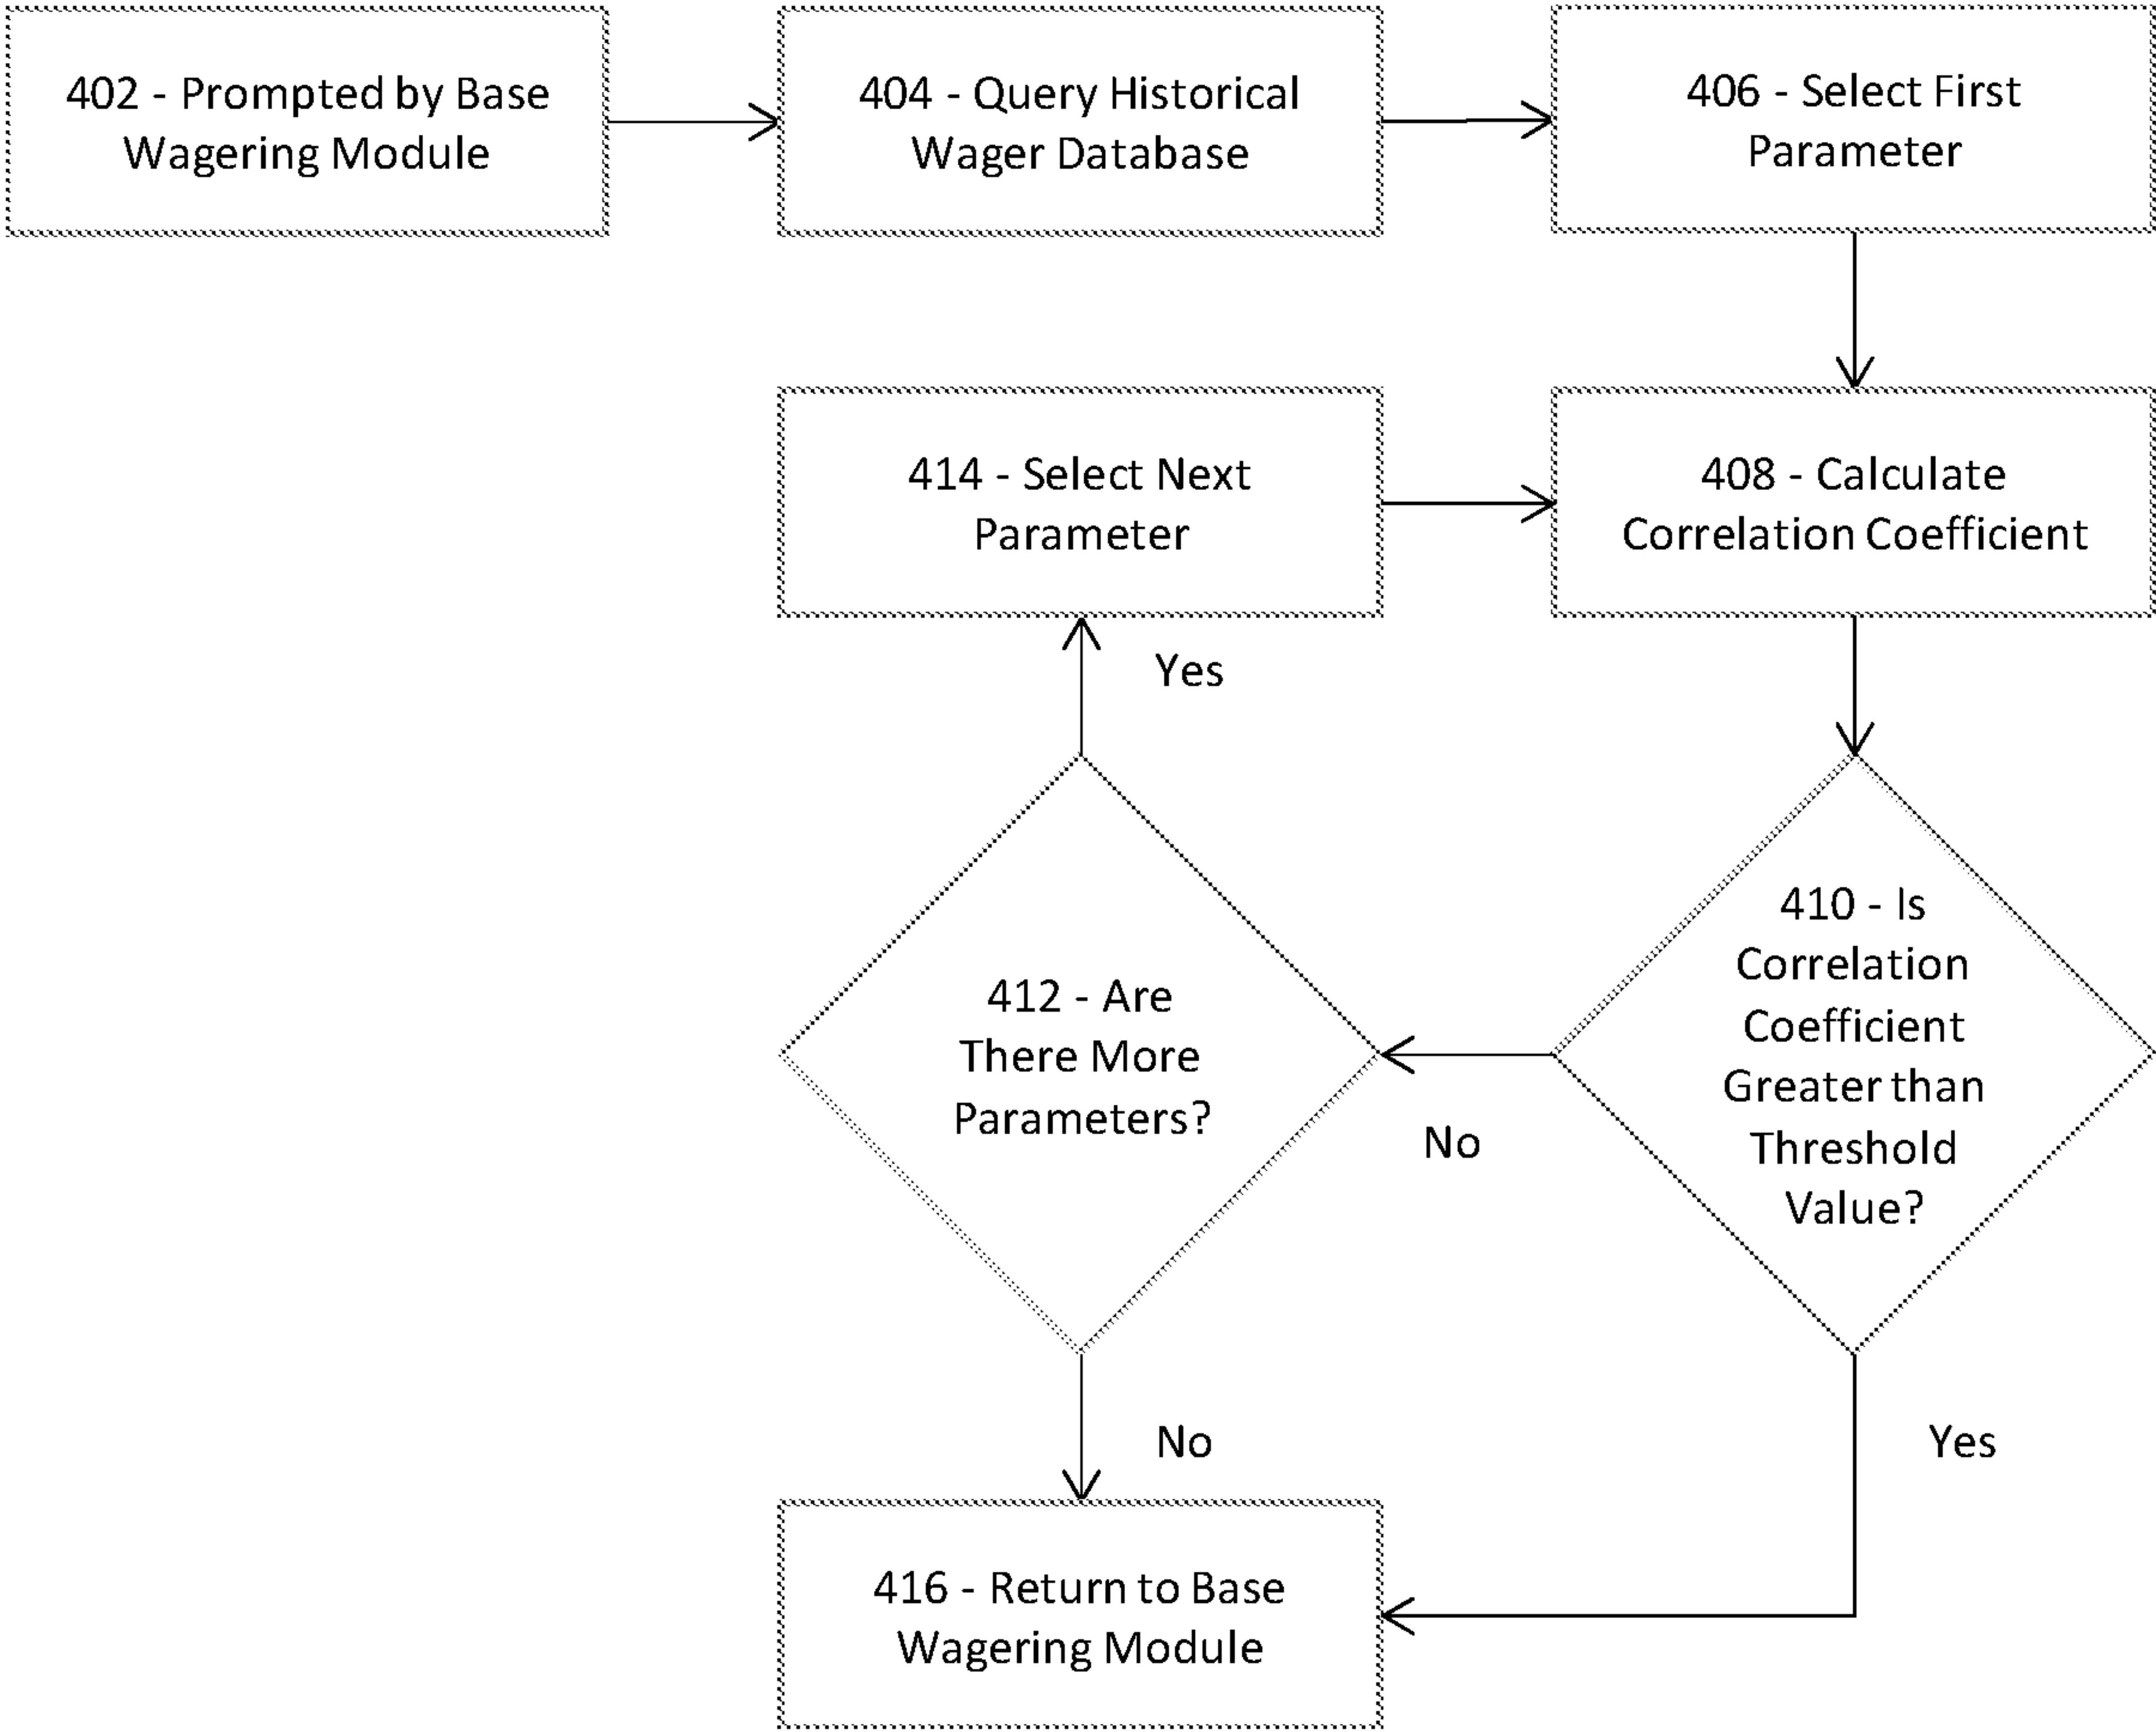 402 - Prompted by Base
Wagering Module
404 - Query Historical
Wager Database
406 - Select First
Parameter
414 - Select Next
Parameter
408 - Calculate
Correlation Coefficient
Yes
410 - Is
Correlation
Coefficient
Greater than
Threshold
Value?
412 - Are
There More
Parameters?
No
No
Yes
416 - Return to Base
Wagering Module